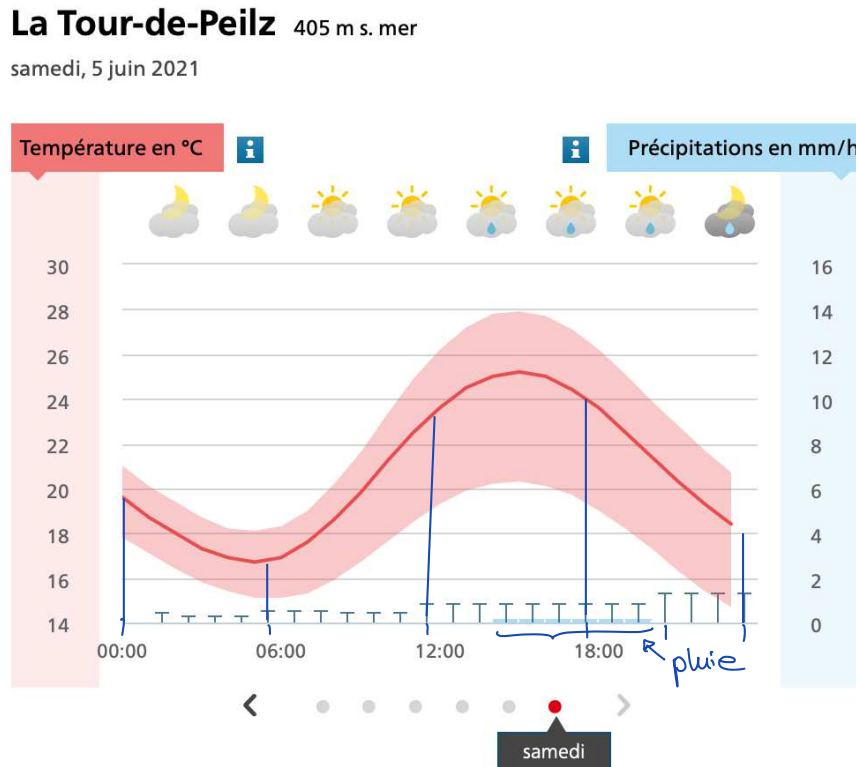 La Tour-de-Peilz 405 m s. mer
samedi, 5 juin 2021
Température en °C i i Précipitations en mm/h
30 16
28 14
26 12
24 10
22 8
20 6
18 4
16 2
14 0
00:00 06:00 12:00 18:00
pluie
samedi